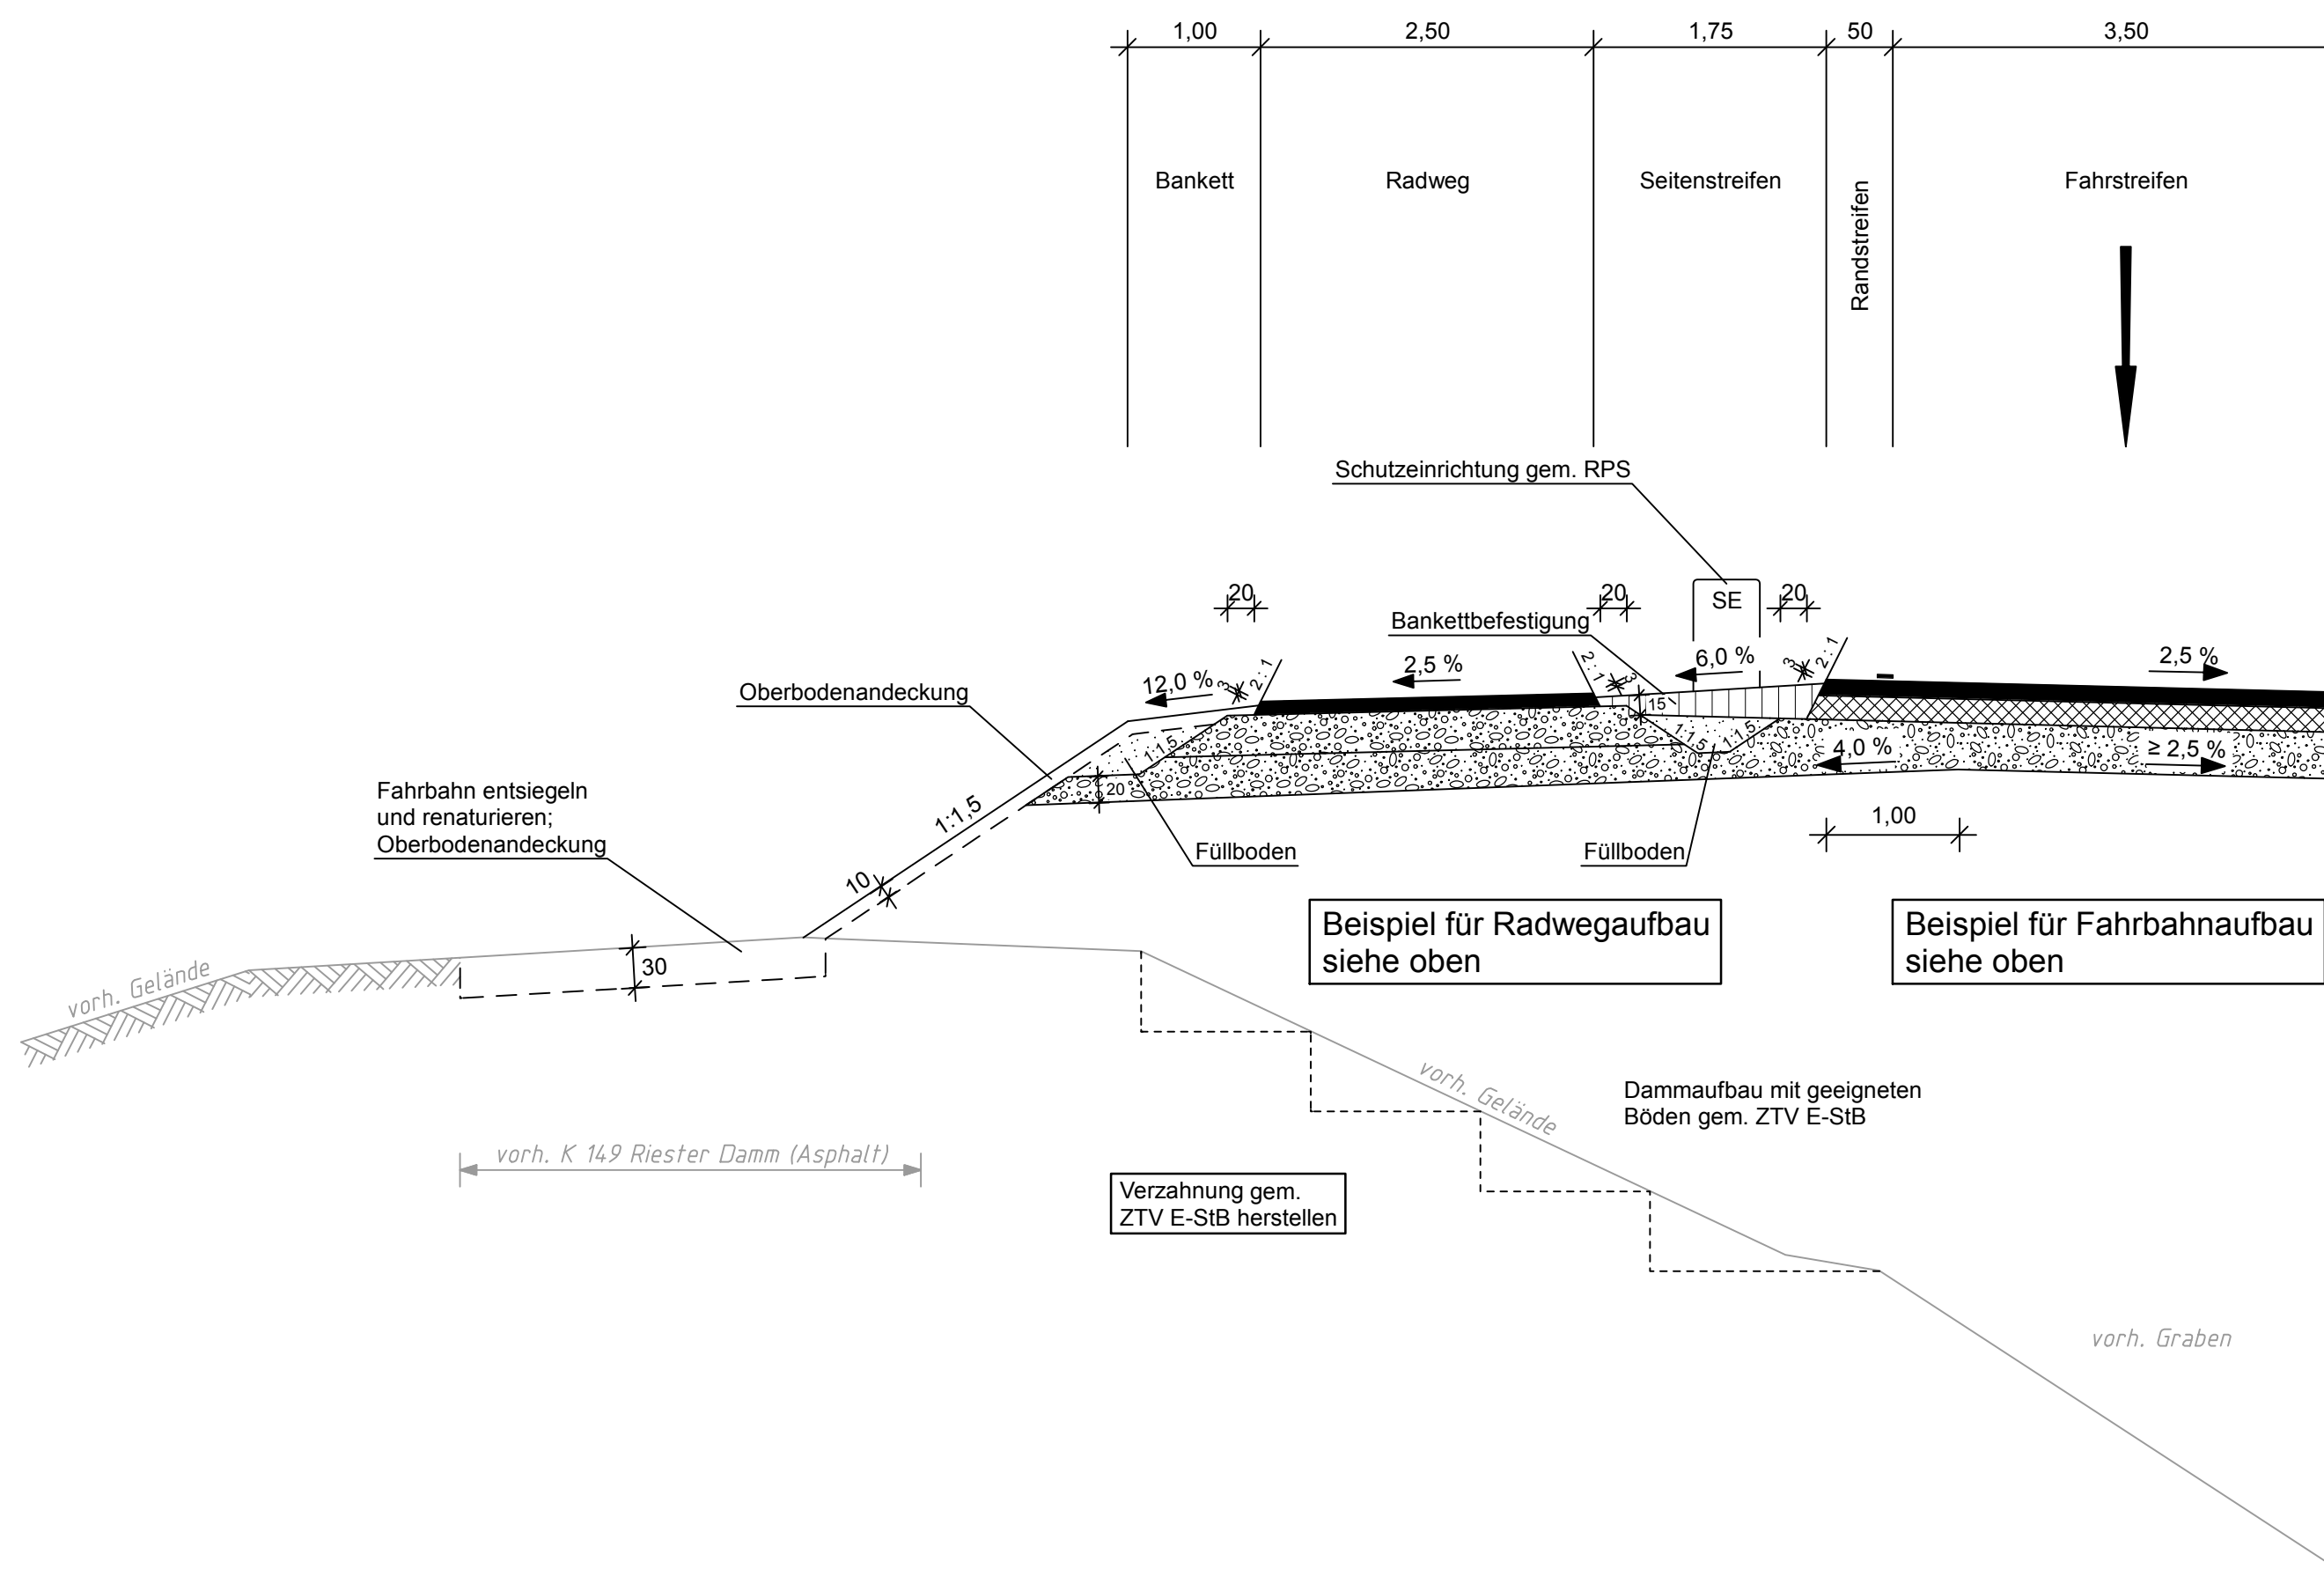 1,00
2,50
1,75
50
3,50
Bankett
Radweg
Seitenstreifen
Randstreifen
Fahrstreifen
Schutzeinrichtung gem. RPS
20
20
SE
20
Bankettbefestigung
12,0 %
3
2:1
2,5 %
2:1
3
6,0 %
3
2:1
2,5 %
Oberbodenandeckung
15
1:1,5
1:1,5
1:1,5
4,0 %
≥ 2,5 %
20
Fahrbahn entsiegeln
und renaturieren;
Oberbodenandeckung
1:1,5
1,00
Füllboden
Füllboden
10
Beispiel für Radwegaufbau
siehe oben
Beispiel für Fahrbahnaufbau
siehe oben
vorh. Gelände
30
vorh. Gelände
Dammaufbau mit geeigneten
Böden gem. ZTV E-StB
vorh. K 149 Riester Damm (Asphalt)
Verzahnung gem.
ZTV E-StB herstellen
vorh. Graben